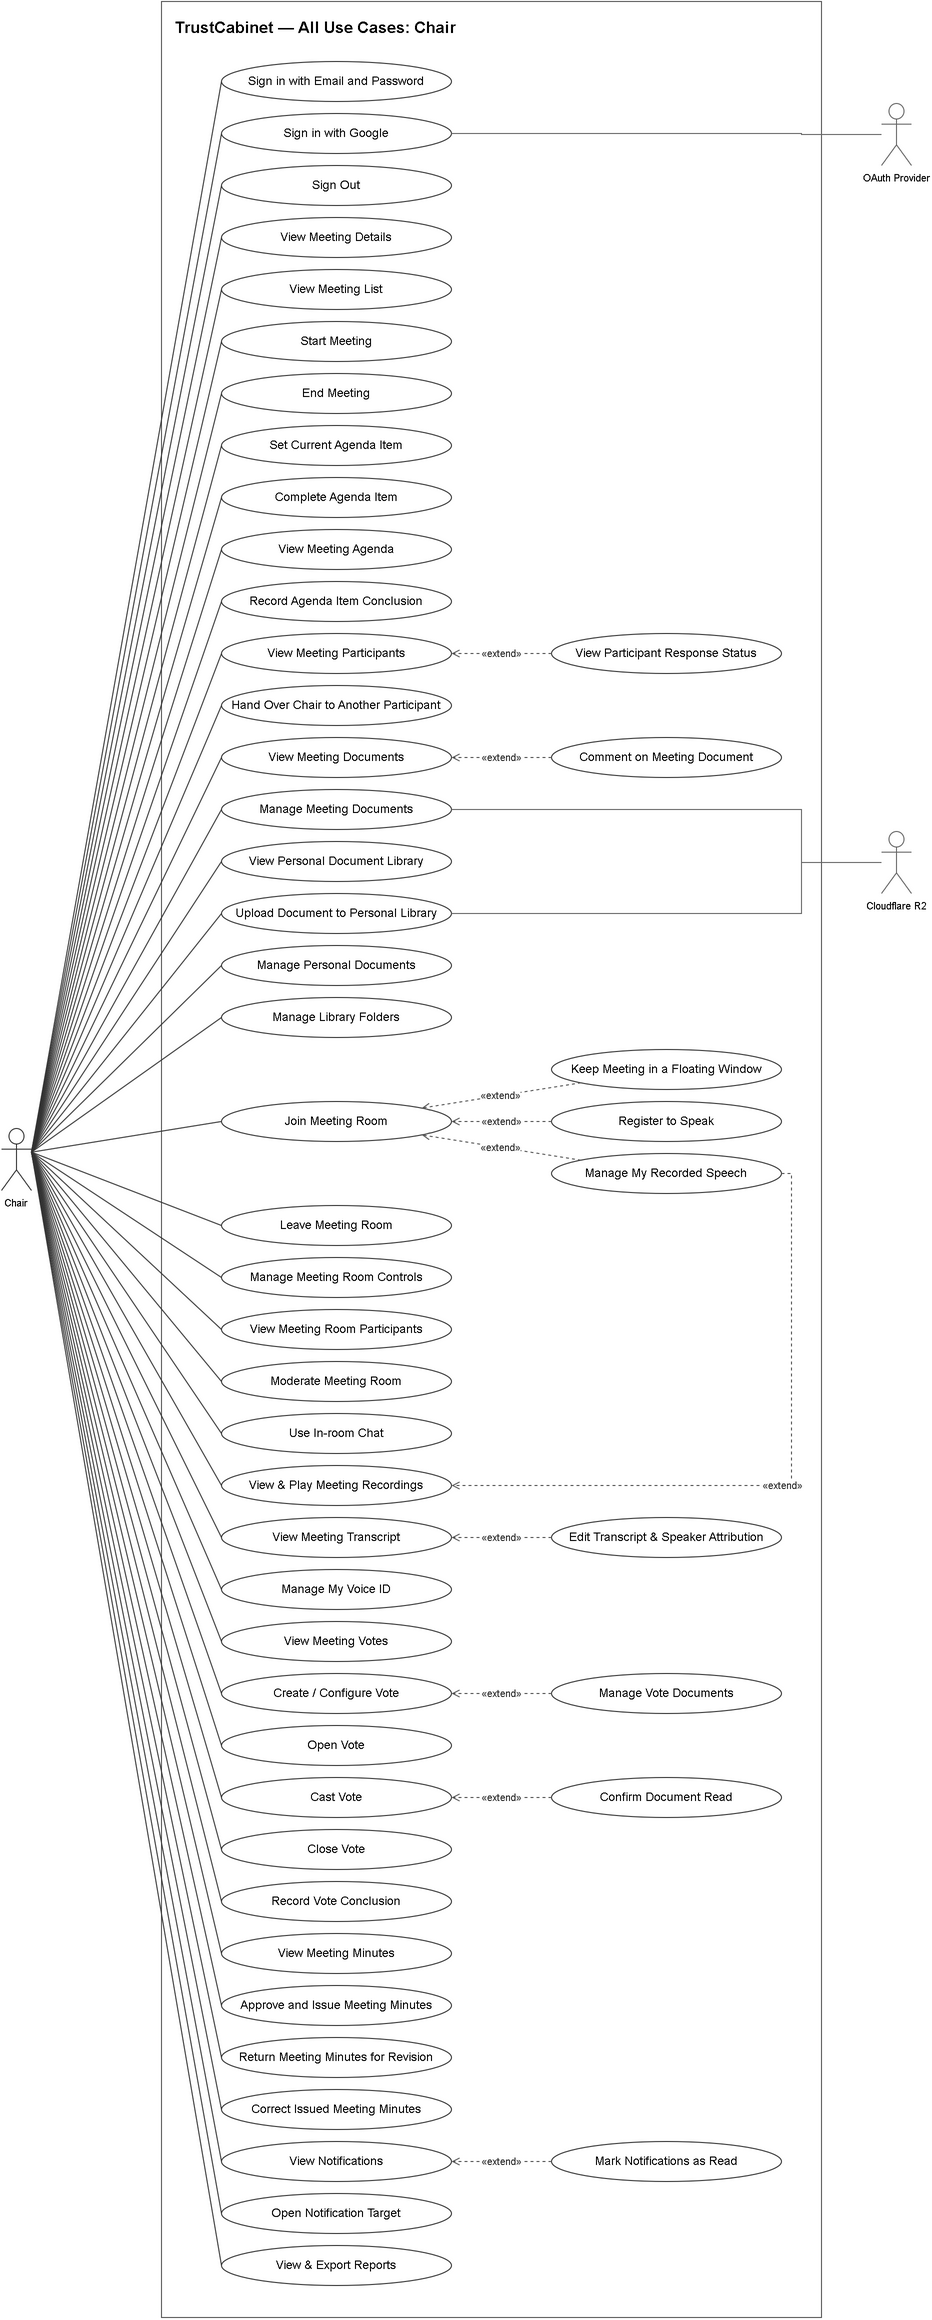 TrustCabinet — All Use Cases: Chair
Sign in with Email and Password
Sign in with Google
OAuth Provider
Sign Out
View Meeting Details
View Meeting List
Start Meeting
End Meeting
Set Current Agenda Item
Complete Agenda Item
View Meeting Agenda
Record Agenda Item Conclusion
View Meeting Participants
«extend»
View Participant Response Status
Hand Over Chair to Another Participant
View Meeting Documents
«extend»
Comment on Meeting Document
Manage Meeting Documents
View Personal Document Library
Cloudflare R2
Upload Document to Personal Library
Manage Personal Documents
Manage Library Folders
Keep Meeting in a Floating Window
«extend»
Join Meeting Room
«extend»
Register to Speak
«extend»
Manage My Recorded Speech
Chair
Leave Meeting Room
Manage Meeting Room Controls
View Meeting Room Participants
Moderate Meeting Room
Use In-room Chat
View & Play Meeting Recordings
«extend»
View Meeting Transcript
«extend»
Edit Transcript & Speaker Attribution
Manage My Voice ID
View Meeting Votes
Create / Configure Vote
«extend»
Manage Vote Documents
Open Vote
Cast Vote
«extend»
Confirm Document Read
Close Vote
Record Vote Conclusion
View Meeting Minutes
Approve and Issue Meeting Minutes
Return Meeting Minutes for Revision
Correct Issued Meeting Minutes
View Notifications
«extend»
Mark Notifications as Read
Open Notification Target
View & Export Reports